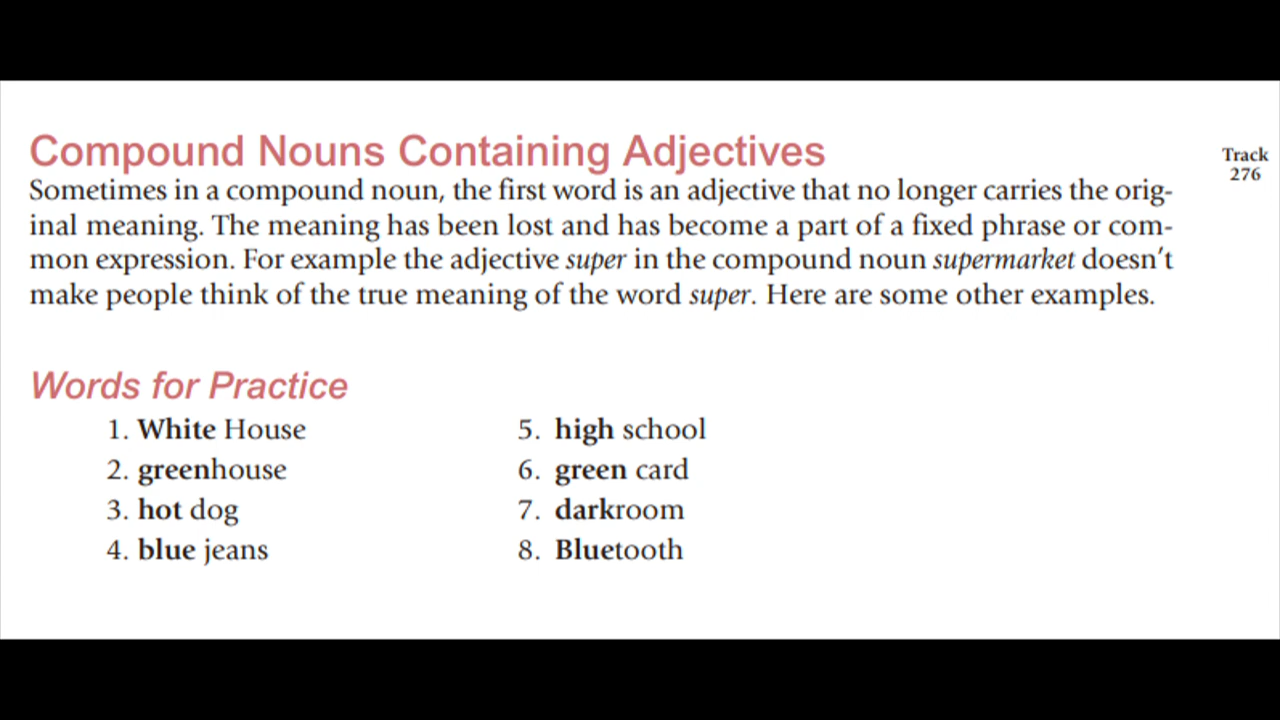 Compound Nouns Containing Adjectives
Track
276
Sometimes in a compound noun, the first word is an adjective that no longer carries the orig-
inal meaning. The meaning has been lost and has become a part of a fixed phrase or com-
mon expression. For example the adjective super in the compound noun supermarket doesn't
make people think of the true meaning of the word super. Here are some other examples.
Words for Practice
1. White House
2. greenhouse
3. hot dog
4. blue jeans
5. high school
6. green card
7. darkroom
8. Bluetooth